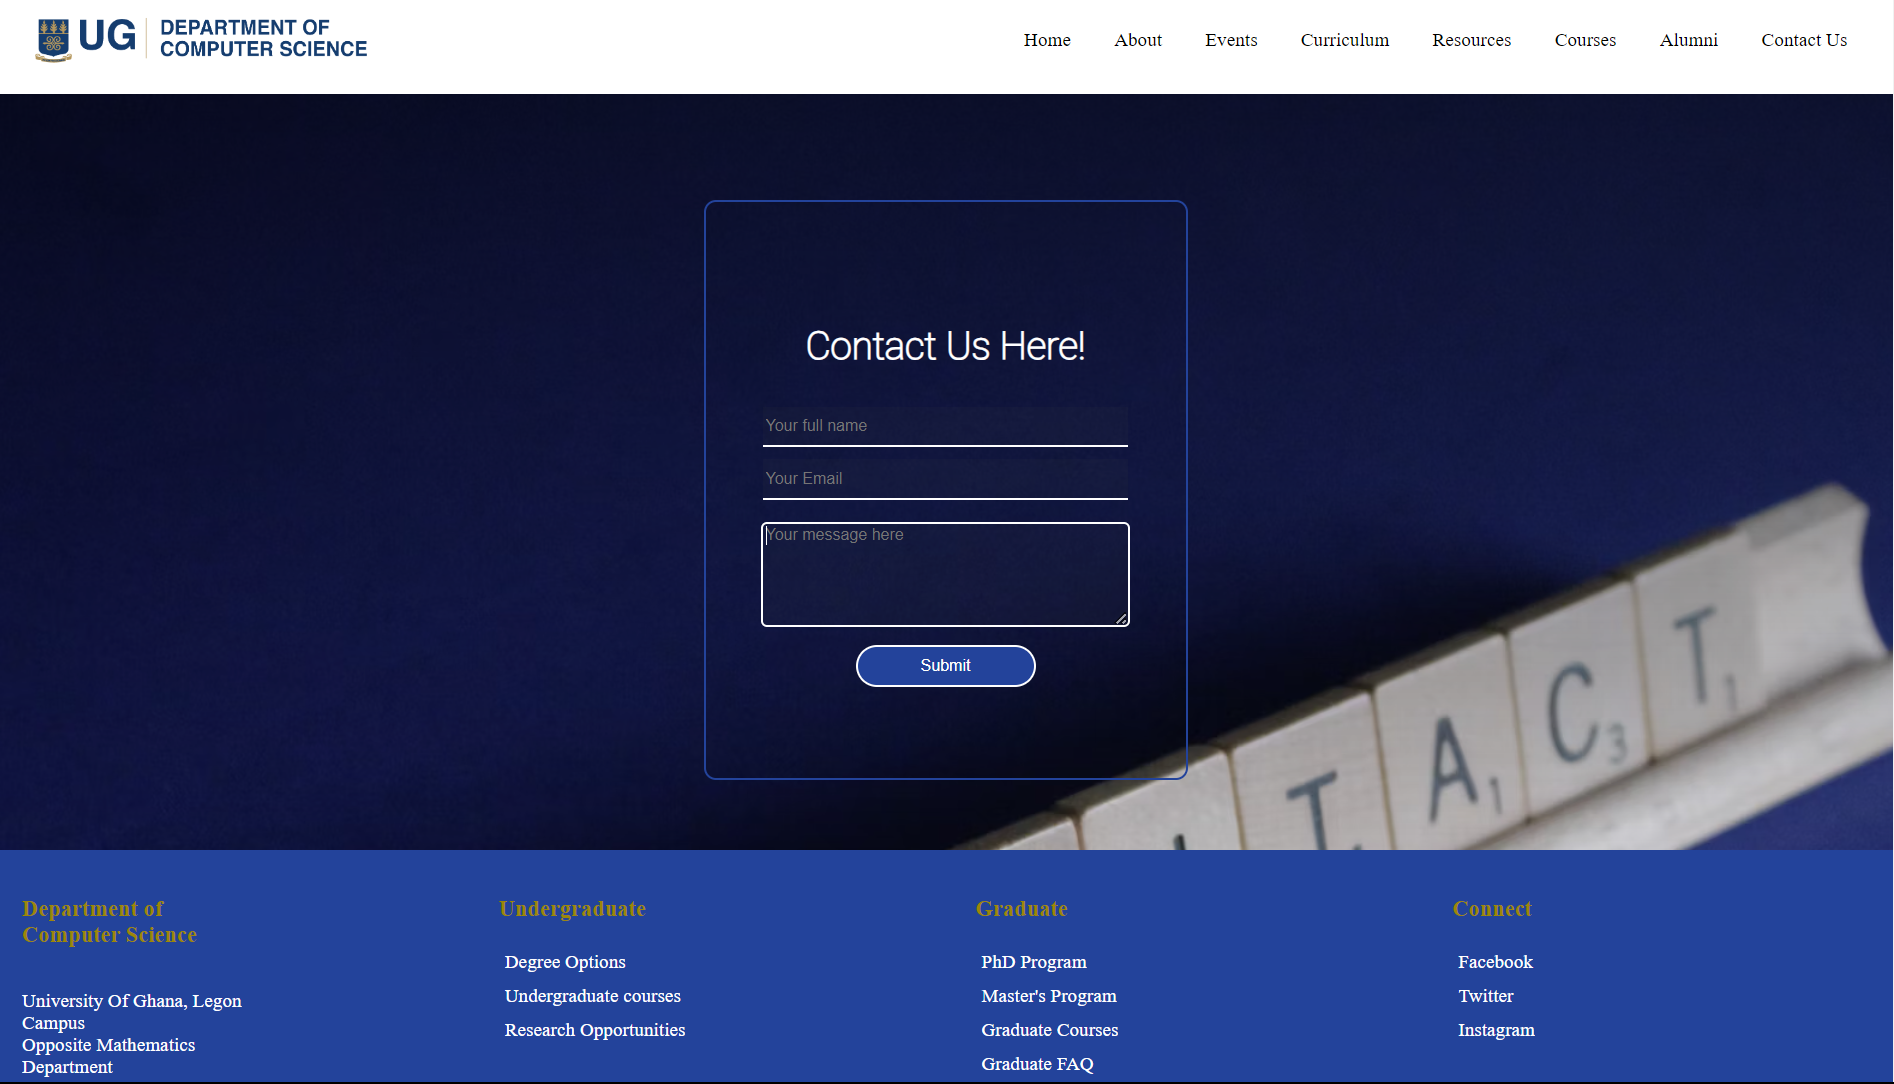 UG
DEPARTMENT OF
COMPUTER SCIENCE
Home
About
Events
Curriculum
Resources
Courses
Alumni
Contact Us
Contact Us Here!
Your full name
Your Email
Your message here
Submit
T A1 C3 T1
Department of
Computer Science
University Of Ghana, Legon
Campus
Opposite Mathematics
Department
Undergraduate
Degree Options
Undergraduate courses
Research Opportunities
Graduate
PhD Program
Master's Program
Graduate Courses
Graduate FAQ
Connect
Facebook
Twitter
Instagram